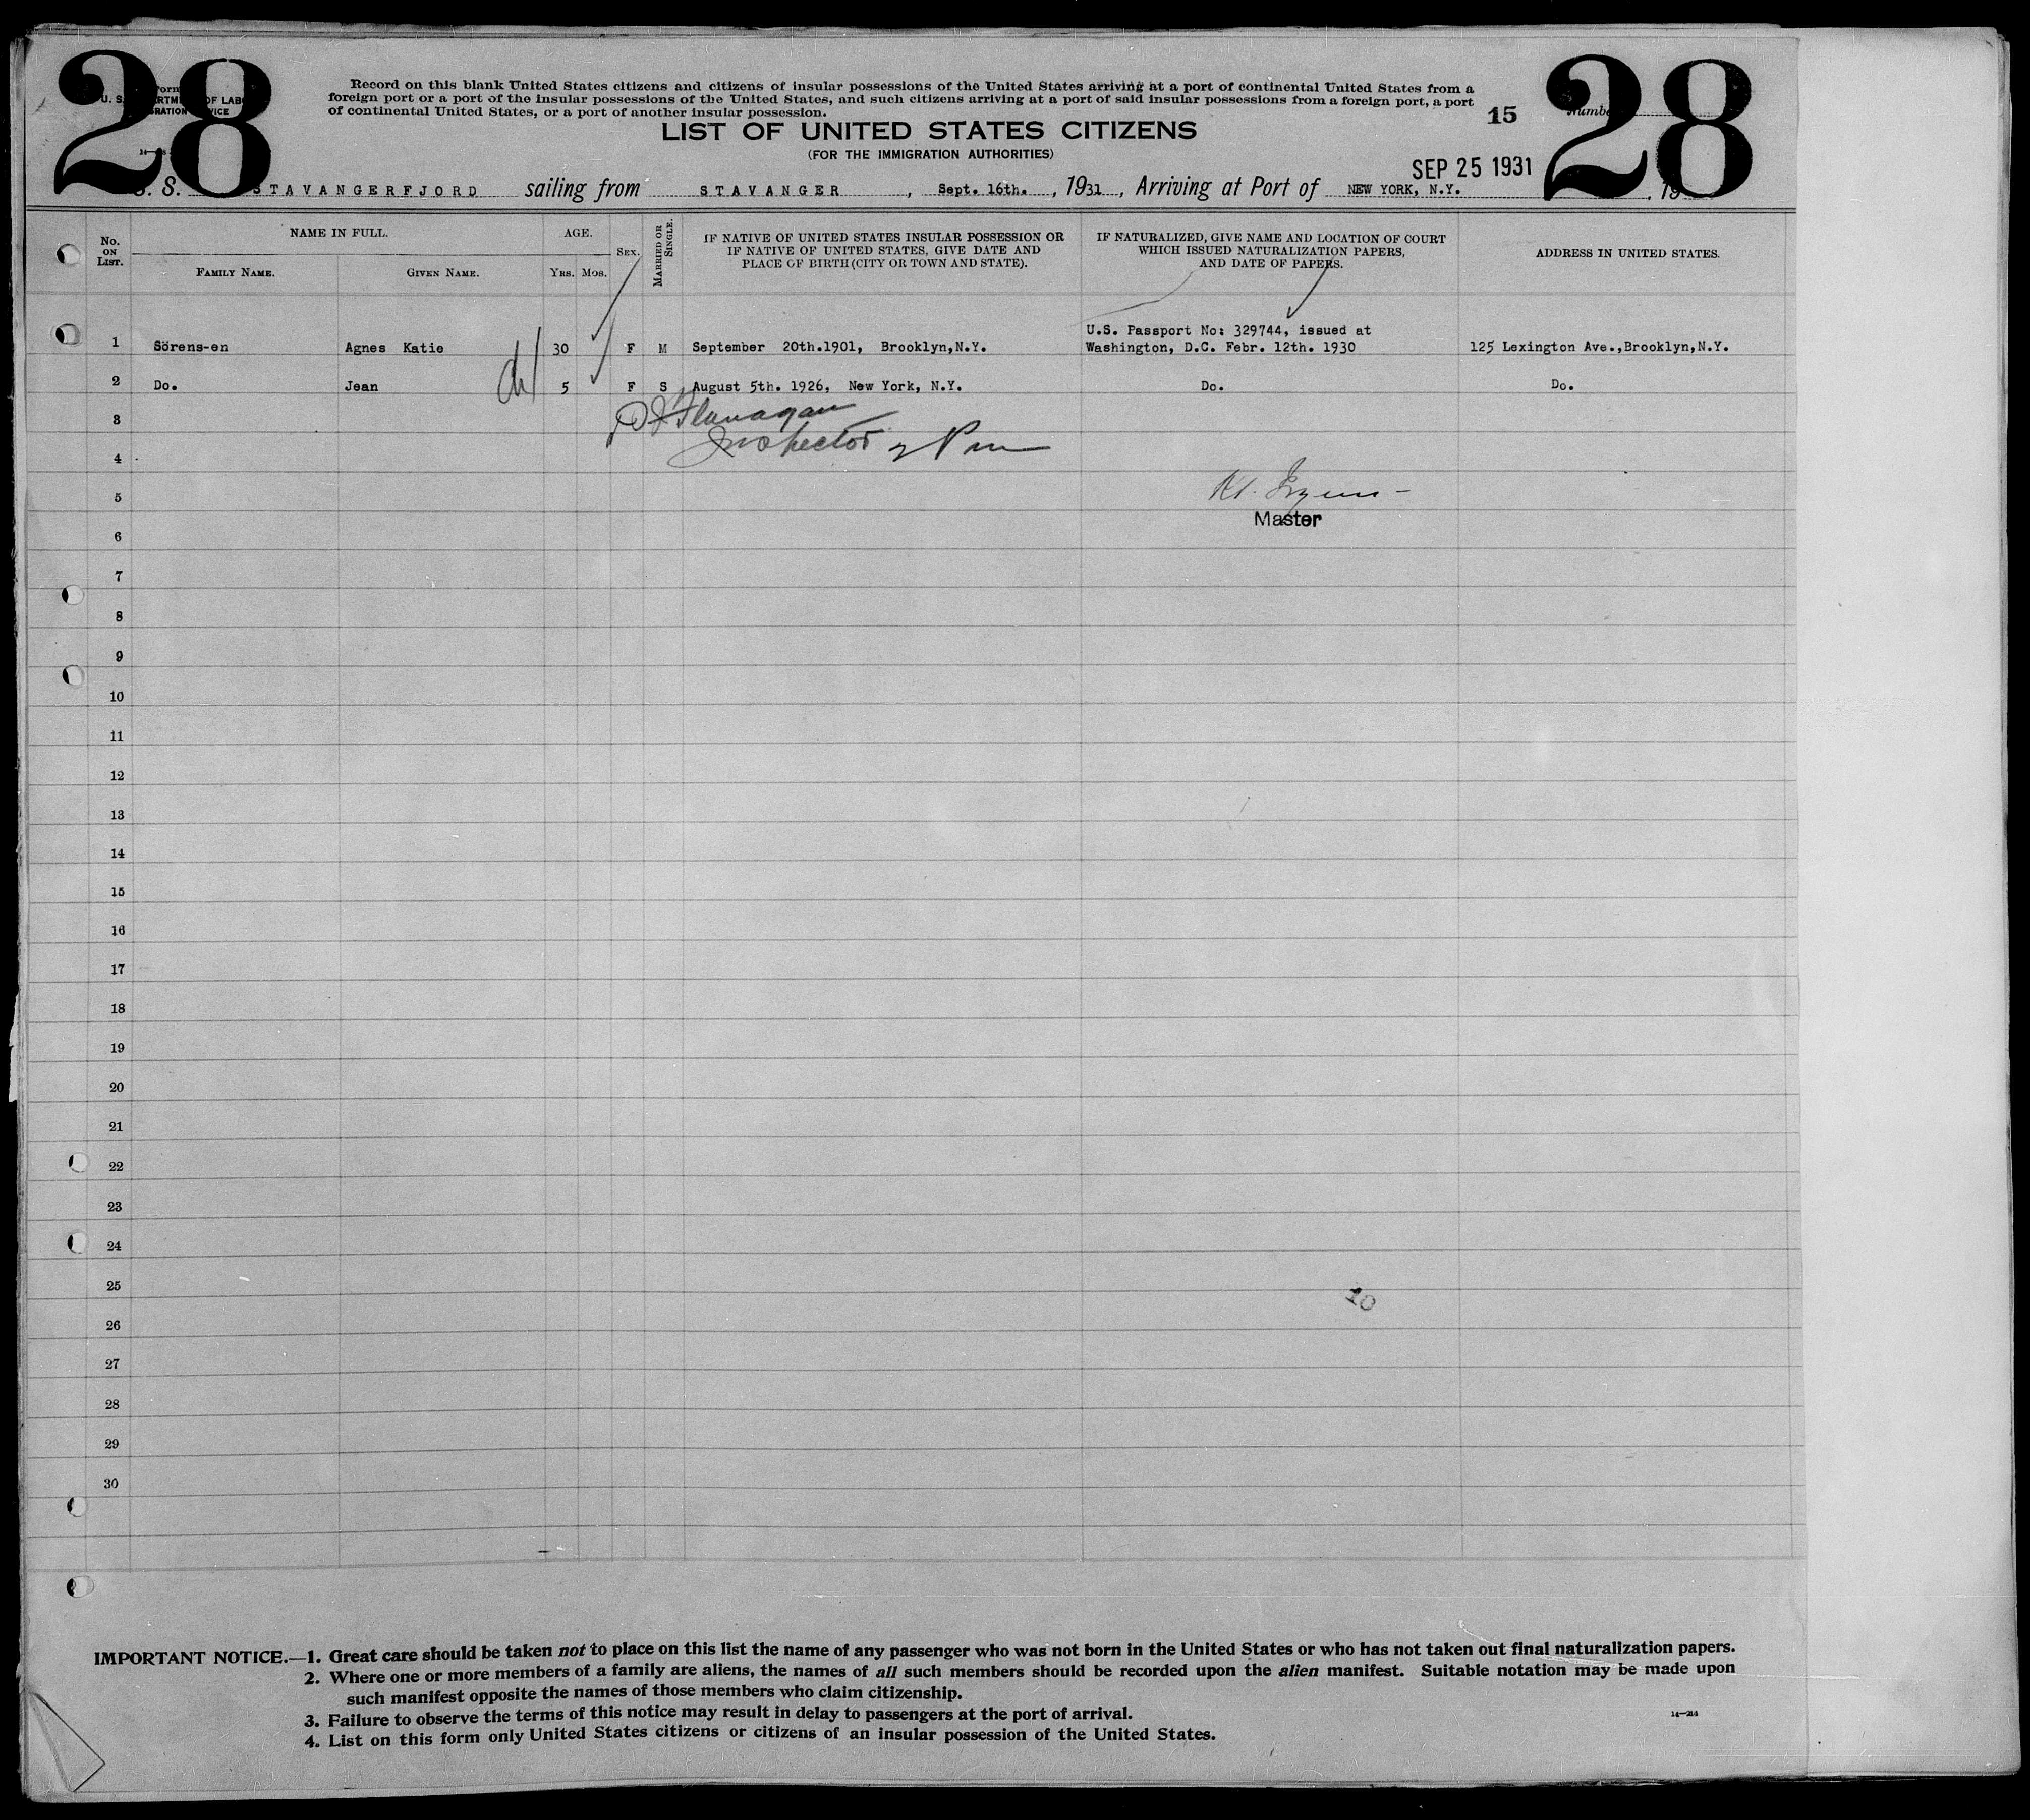 28
28
Record on this blank United States citizens and citizens of insular possessions of the United States arriving at a port of continental United States from a
foreign port or a port of the insular possessions of the United States, and such citizens arriving at a port of said insular possessions from a foreign port, a port
of continental United States, or a port of another insular possession.
15
LIST OF UNITED STATES CITIZENS
(FOR THE IMMIGRATION AUTHORITIES)
SEP 25 1931
S. S. STAVANGERFJORD sailing from STAVANGER, Sept. 16th., 1931, Arriving at Port of NEW YORK, N.Y., 19
No. ON LIST.
NAME IN FULL.
FAMILY NAME. GIVEN NAME.
AGE.
YRS. MOS.
SEX.
MARRIED OR SINGLE.
IF NATIVE OF UNITED STATES INSULAR POSSESSION OR
IF NATIVE OF UNITED STATES, GIVE DATE AND
PLACE OF BIRTH (CITY OR TOWN AND STATE).
IF NATURALIZED, GIVE NAME AND LOCATION OF COURT
WHICH ISSUED NATURALIZATION PAPERS,
AND DATE OF PAPERS.
ADDRESS IN UNITED STATES.
U.S. Passport No: 329744, issued at
1 Sörens-en Agnes Katie 30 F M September 20th.1901, Brooklyn,N.Y. Washington, D.C. Febr. 12th. 1930 125 Lexington Ave.,Brooklyn,N.Y.
2 Do. Jean 5 F S August 5th. 1926, New York, N.Y. Do. Do.
3 Flanagan
4 Inspector
5
Master
6
7
8
9
10
11
12
13
14
15
16
17
18
19
20
21
22
23
24
25
10
26
27
28
29
30
IMPORTANT NOTICE.—1. Great care should be taken not to place on this list the name of any passenger who was not born in the United States or who has not taken out final naturalization papers.
2. Where one or more members of a family are aliens, the names of all such members should be recorded upon the alien manifest. Suitable notation may be made upon
such manifest opposite the names of those members who claim citizenship.
3. Failure to observe the terms of this notice may result in delay to passengers at the port of arrival.
14—214
4. List on this form only United States citizens or citizens of an insular possession of the United States.